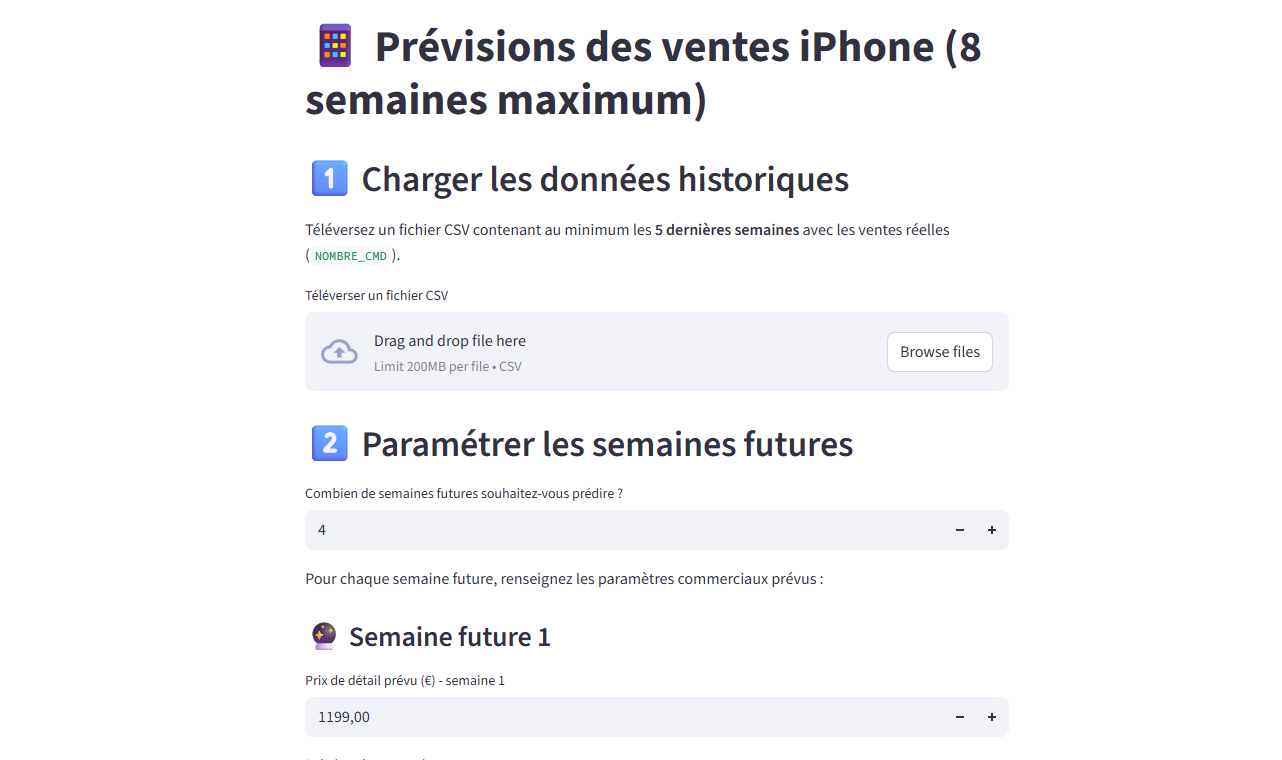 Prévisions des ventes iPhone (8
semaines maximum)
1 Charger les données historiques
Téléversez un fichier CSV contenant au minimum les 5 dernières semaines avec les ventes réelles
( NOMBRE_CMD ).
Téléverser un fichier CSV
Drag and drop file here
Limit 200MB per file • CSV
Browse files
2 Paramétrer les semaines futures
Combien de semaines futures souhaitez-vous prédire ?
4
Pour chaque semaine future, renseignez les paramètres commerciaux prévus :
Semaine future 1
Prix de détail prévu (€) - semaine 1
1199,00